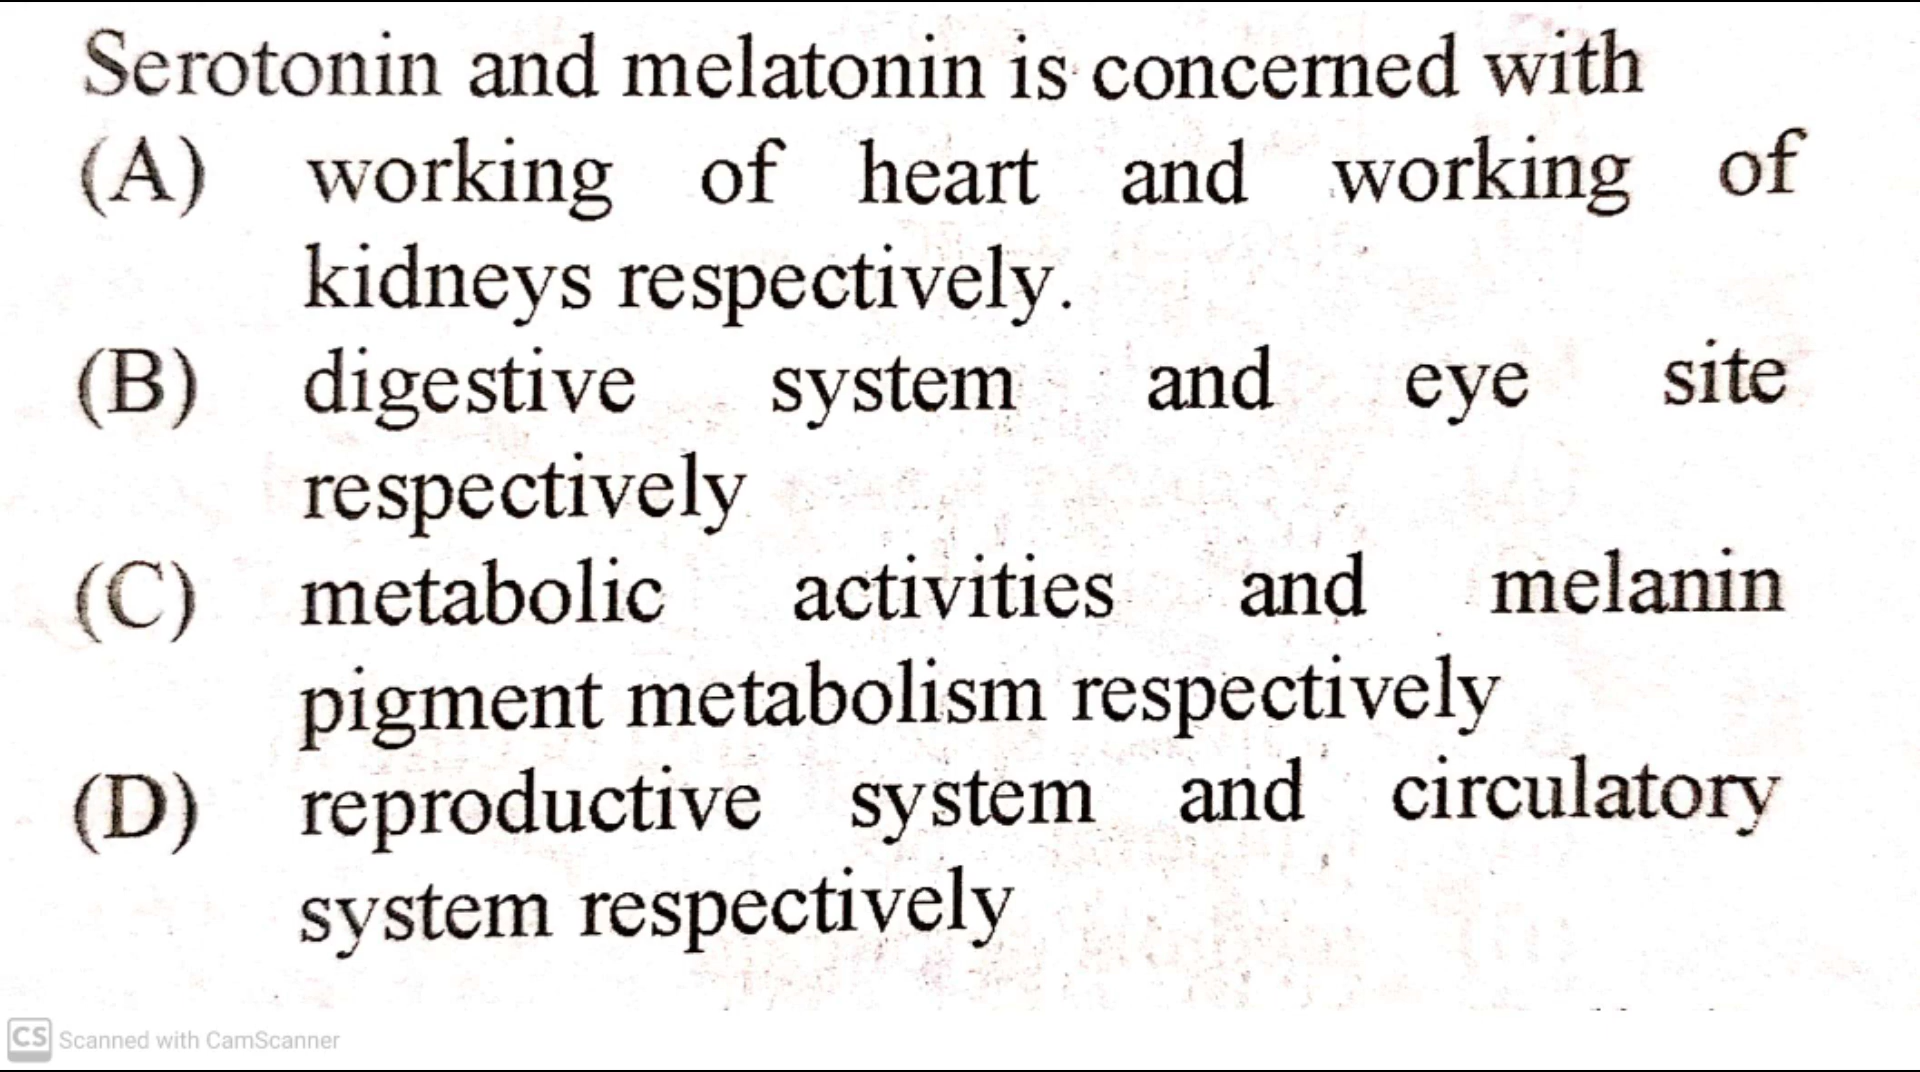 Serotonin and melatonin is concerned with
(A) working of heart and working of
kidneys respectively.
(B) digestive system and eye site
respectively
(C) metabolic activities and melanin
pigment metabolism respectively
(D) reproductive system and circulatory
system respectively
CS Scanned with CamScanner